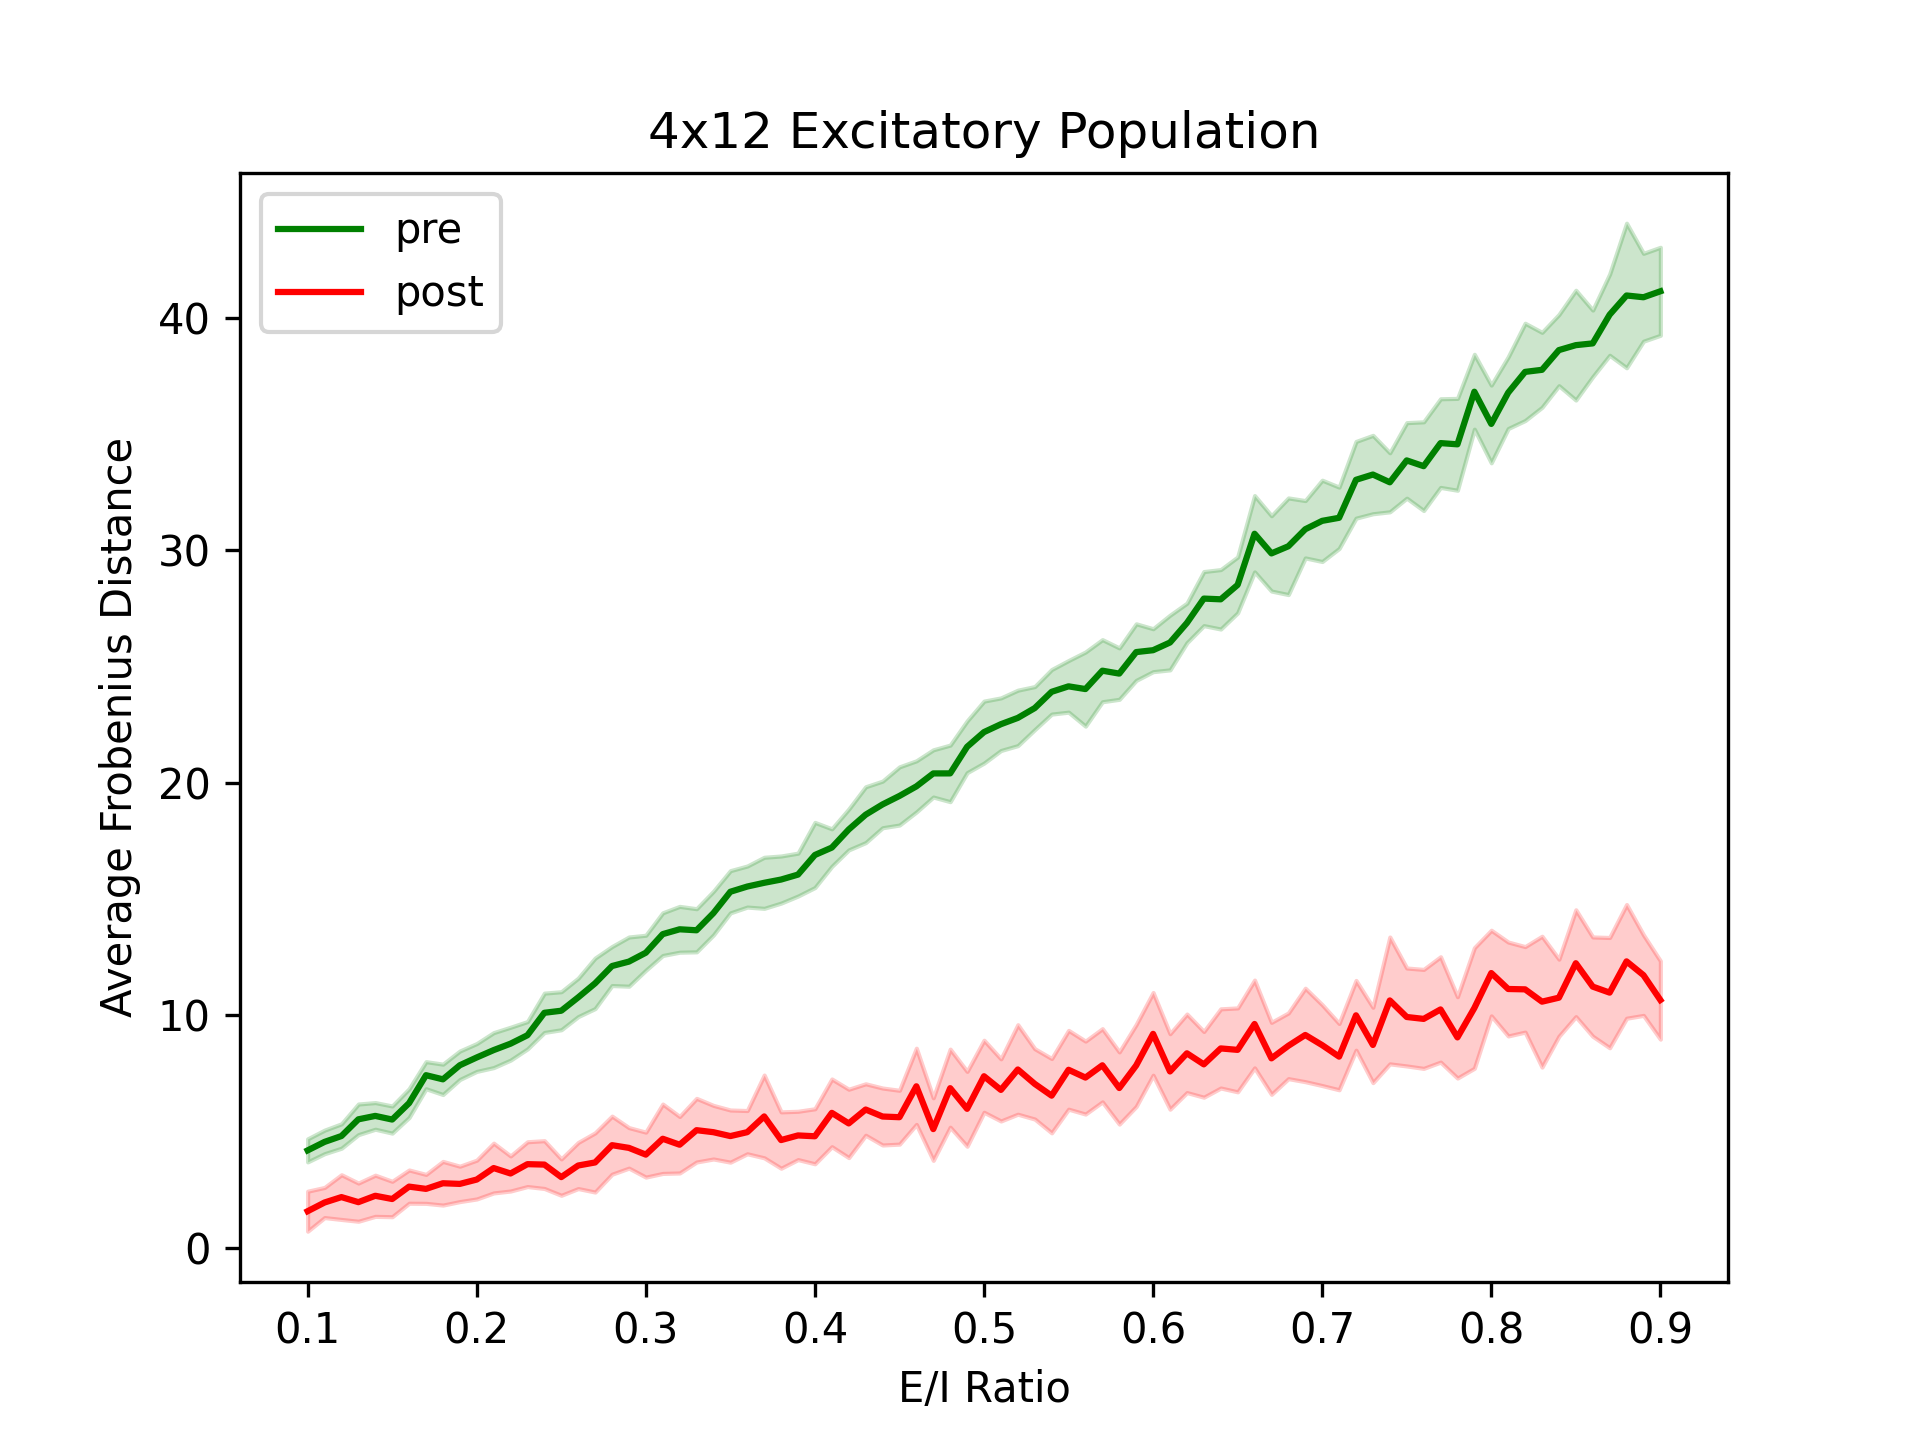 4x12 Excitatory Population
pre
post
Average Frobenius Distance
40
30
20
10
0
0.1 0.2 0.3 0.4 0.5 0.6 0.7 0.8 0.9
E/I Ratio